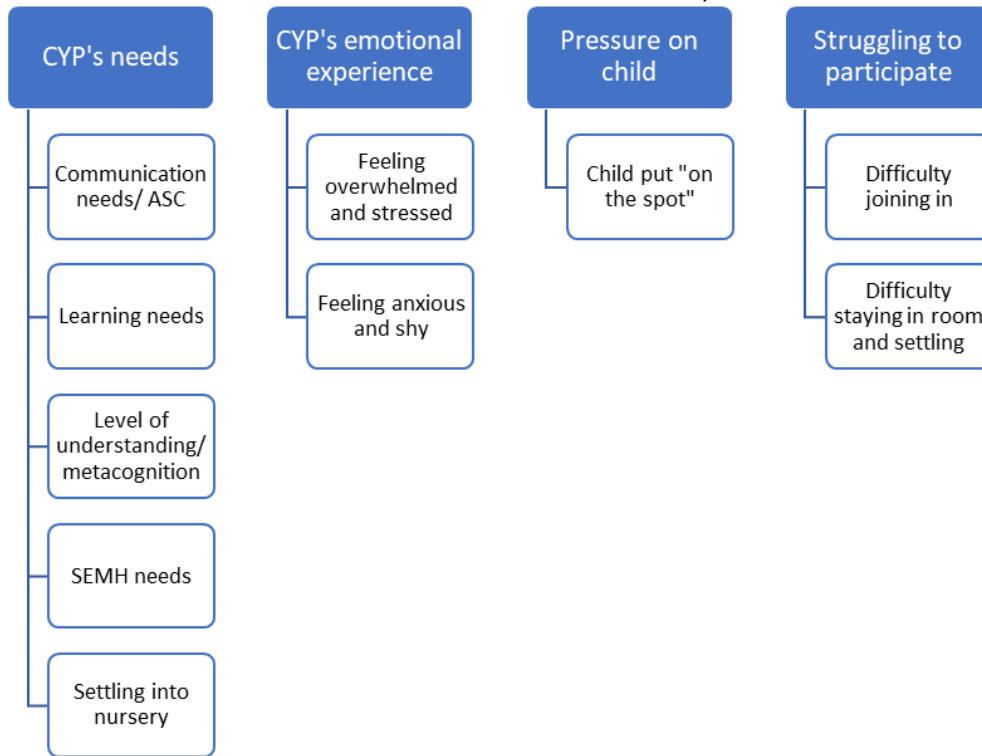 CYP's needs
Communication
needs/ ASC
Learning needs
Level of
understanding/
metacognition
SEMH needs
Settling into
nursery
CYP's emotional
experience
Feeling
overwhelmed
and stressed
Feeling anxious
and shy
Pressure on
child
Child put "on
the spot"
Struggling to
participate
Difficulty
joining in
Difficulty
staying in room
and settling